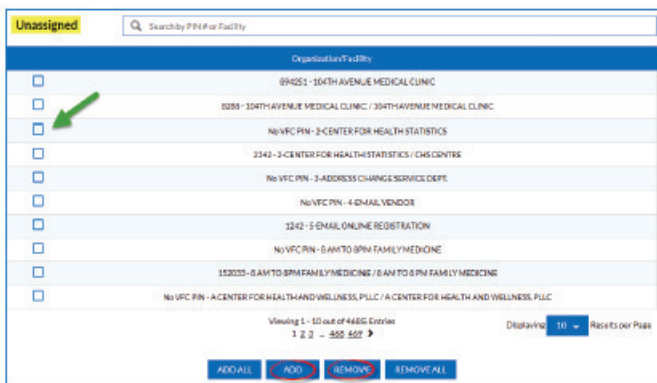 Unassigned
Search by PIN # or Facility
Organization/Facility
894251 - 104TH AVENUE MEDICAL CLINIC
8288 - 104TH AVENUE MEDICAL CLINIC / 104TH AVENUE MEDICAL CLINIC
No VFC PIN - 2-CENTER FOR HEALTH STATISTICS
2342 - 2-CENTER FOR HEALTH STATISTICS / CHS CENTRE
No VFC PIN - 3-ADDRESS CHANGE SERVICE DEPT.
No VFC PIN - 4-EMAIL VENDOR
1242 - 5-EMAIL ONLINE REGISTRATION
No VFC PIN - 8 AM TO 8PM FAMILY MEDICINE
152033 - 8 AM TO 8PM FAMILY MEDICINE / 8 AM TO 8 PM FAMILY MEDICINE
No VFC PIN - A CENTER FOR HEALTH AND WELLNESS, PLLC / A CENTER FOR HEALTH AND WELLNESS, PLLC
Viewing 1 - 10 out of 4685 Entries
1 2 3 ... 468 469 >
Displaying 10 Results per Page
ADD ALL ADD REMOVE REMOVE ALL